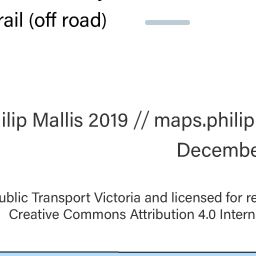 rail (off road)
ilip Mallis 2019 // maps.philip
Decembe
ublic Transport Victoria and licensed for re
Creative Commons Attribution 4.0 Intern